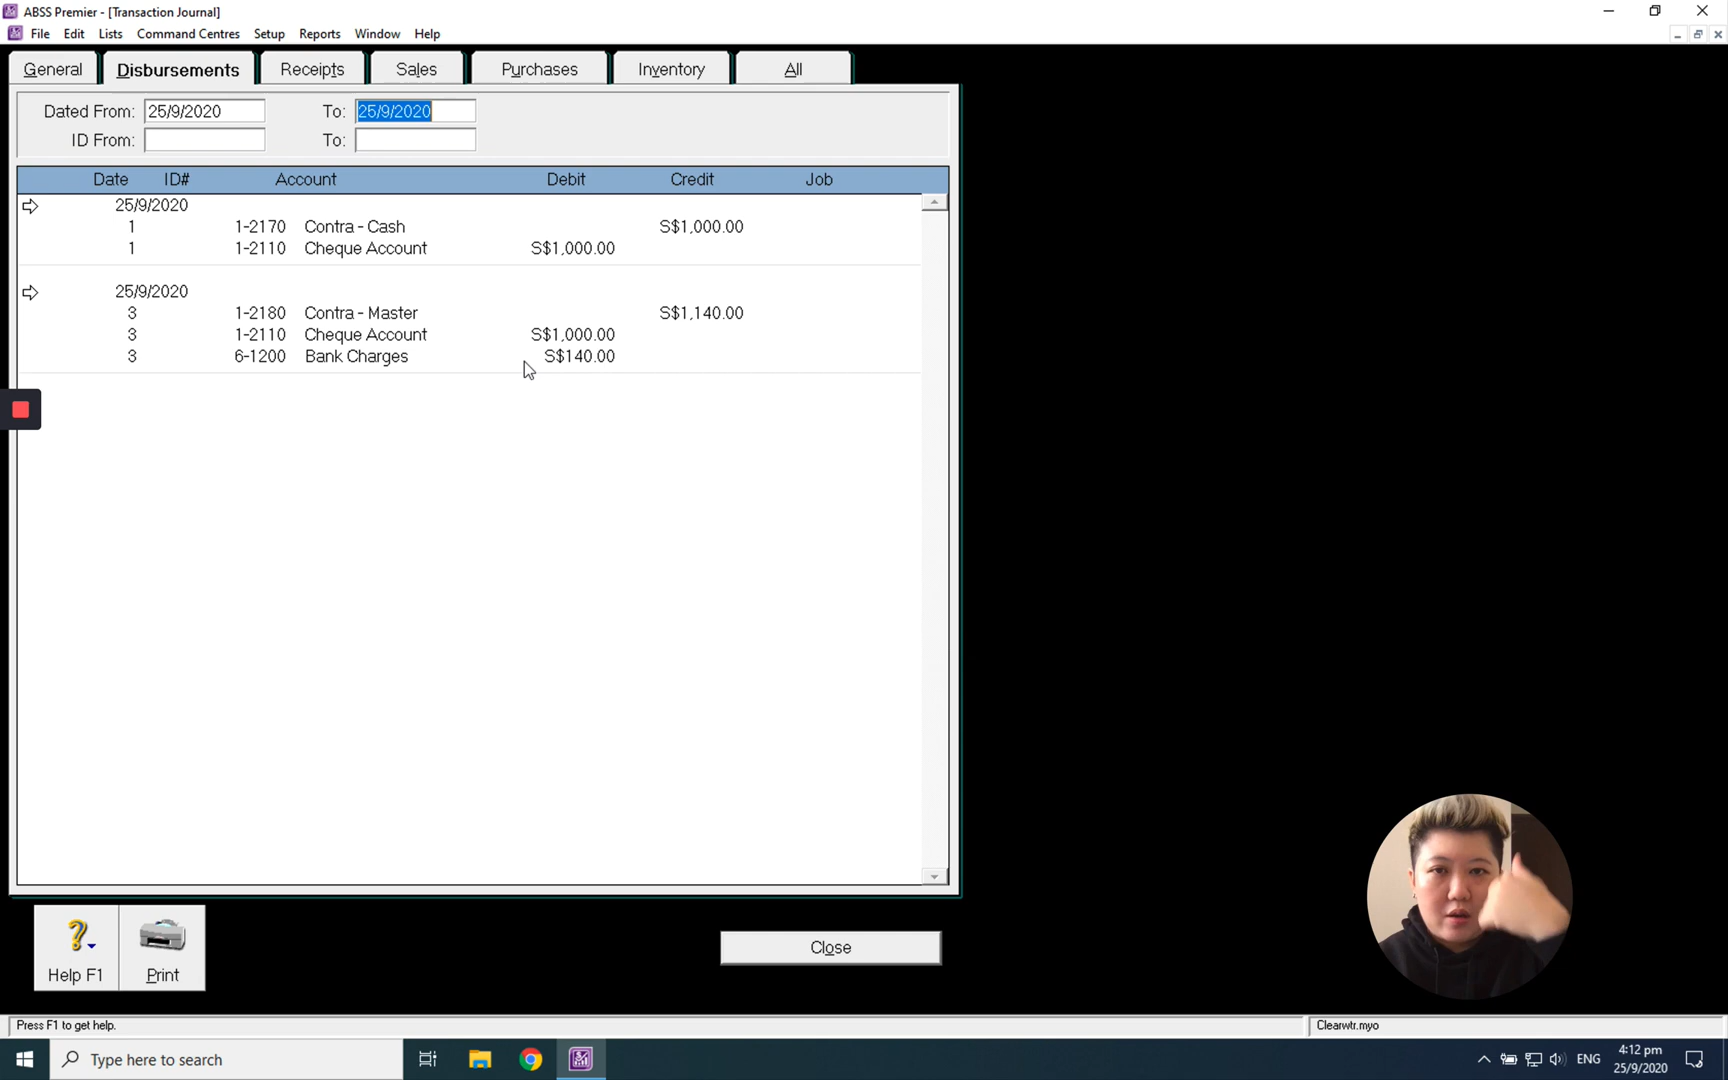 ABSS Premier - [Transaction Journal]
File Edit Lists Command Centres Setup Reports Window Help
General Disbursements Receipts Sales Purchases Inventory All
Dated From: 25/9/2020 To: 25/9/2020
ID From: To:
Date ID# Account Debit Credit Job
25/9/2020
1 1-2170 Contra - Cash S$1,000.00
1 1-2110 Cheque Account S$1,000.00
25/9/2020
3 1-2180 Contra - Master S$1,140.00
3 1-2110 Cheque Account S$1,000.00
3 6-1200 Bank Charges S$140.00
Help F1 Print Close
Press F1 to get help. Clearwtr.myo
Type here to search ENG 4:12 pm
25/9/2020